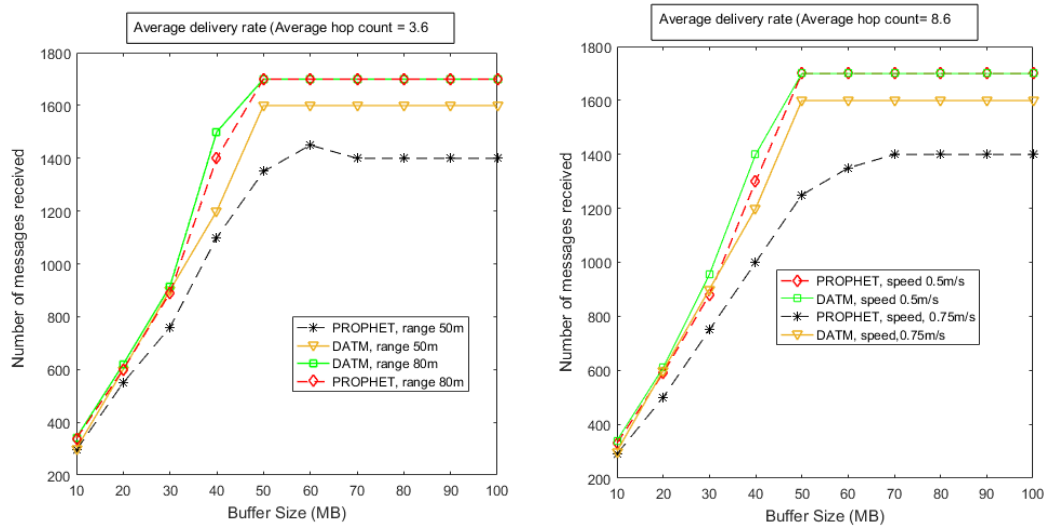 Average delivery rate (Average hop count = 3.6
Number of messages received
1800
1600
1400
1200
1000
800
600
400
200
PROPHET, range 50m
DATM, range 50m
DATM, range 80m
PROPHET, range 80m
10 20 30 40 50 60 70 80 90 100
Buffer Size (MB)
Average delivery rate (Average hop count= 8.6
Number of messages received
1800
1600
1400
1200
1000
800
600
400
200
PROPHET, speed 0.5m/s
DATM, speed 0.5m/s
PROPHET, speed, 0.75m/s
DATM, speed,0.75m/s
10 20 30 40 50 60 70 80 90 100
Buffer Size (MB)